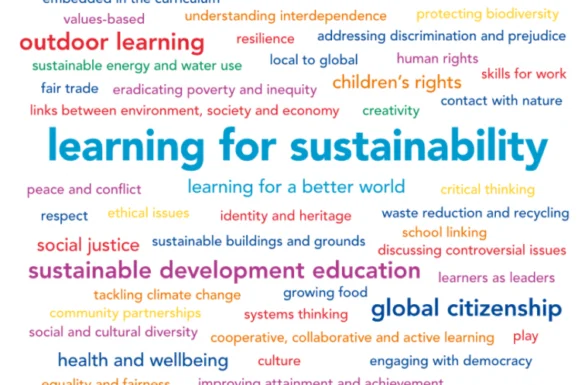 embedded in the curriculum
values-based understanding interdependence protecting biodiversity
outdoor learning resilience addressing discrimination and prejudice
sustainable energy and water use local to global human rights
fair trade eradicating poverty and inequity children's rights skills for work
links between environment, society and economy creativity contact with nature
learning for sustainability
peace and conflict learning for a better world critical thinking
respect ethical issues identity and heritage waste reduction and recycling
social justice sustainable buildings and grounds school linking
discussing controversial issues
sustainable development education learners as leaders
tackling climate change growing food
community partnerships systems thinking global citizenship
social and cultural diversity cooperative, collaborative and active learning play
health and wellbeing culture engaging with democracy
equality and fairness improving attainment and achievement